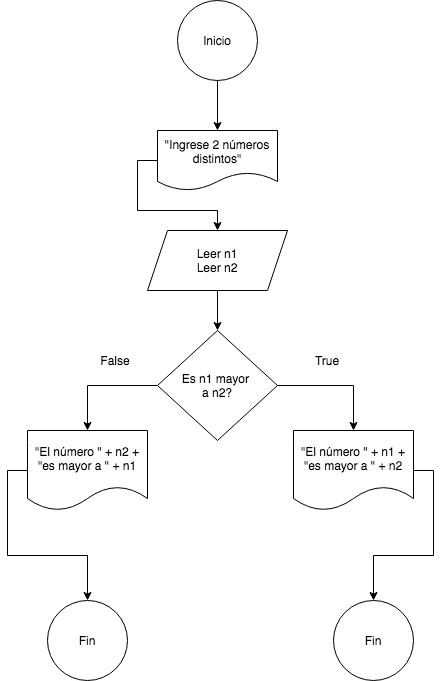 Inicio
"Ingrese 2 números
distintos"
Leer n1
Leer n2
False
True
Es n1 mayor
a n2?
"El número " + n2 +
"es mayor a " + n1
"El número " + n1 +
"es mayor a " + n2
Fin
Fin